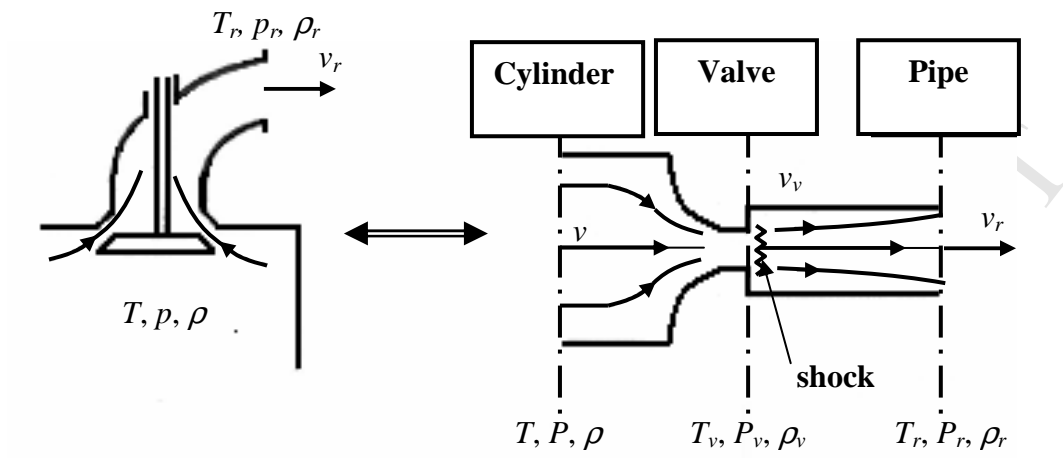 T_r, p_r, ρ_r
v_r
T, p, ρ
Cylinder
Valve
Pipe
v
v_v
v_r
shock
T, P, ρ
T_v, P_v, ρ_v
T_r, P_r, ρ_r